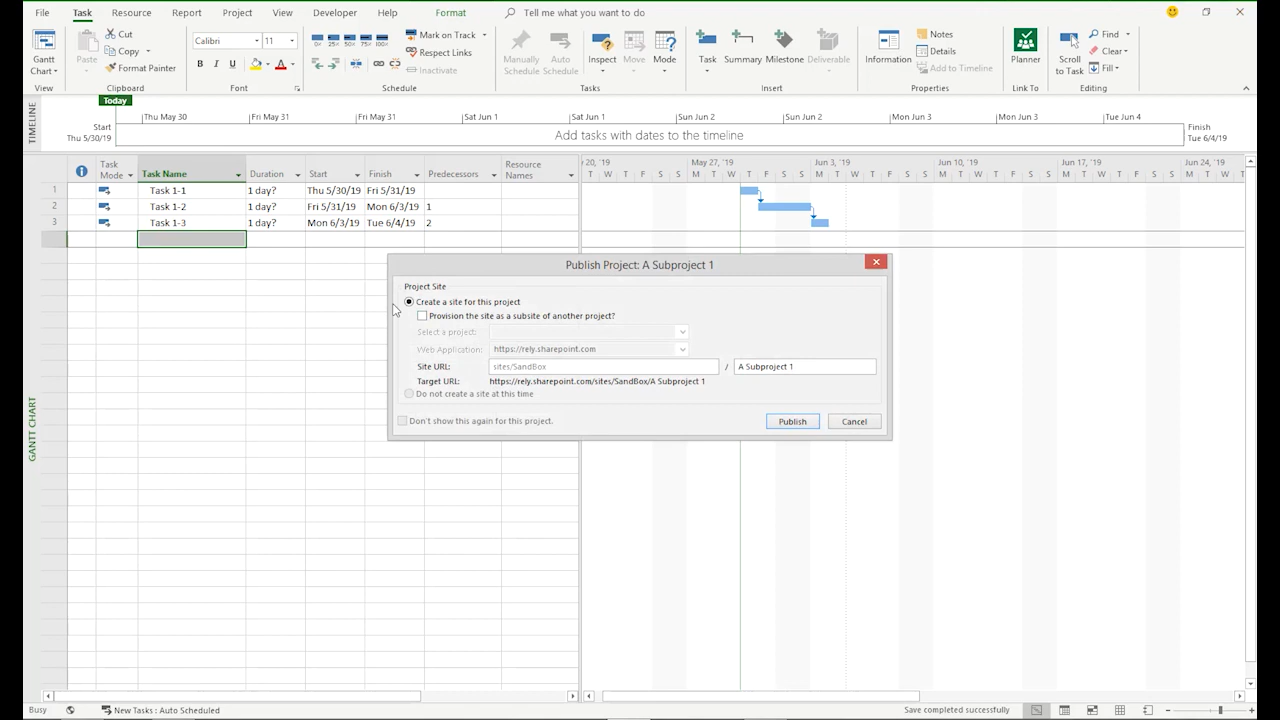 File Task Resource Report Project View Developer Help Format Tell me what you want to do
Gantt Chart
View
Paste
Cut
Copy
Format Painter
Clipboard
Calibri 11
B I U A
Font
0% 25% 50% 75% 100%
Mark on Track
Respect Links
Inactivate
Schedule
Manually Schedule
Auto Schedule
Inspect
Move
Mode
Tasks
Task
Summary
Milestone
Deliverable
Insert
Information
Notes
Details
Add to Timeline
Properties
Planner
Link To
Scroll to Task
Find
Clear
Fill
Editing
TIMELINE
Today
Start
Thu 5/30/19
Thu May 30 Fri May 31 Fri May 31 Sat Jun 1 Sat Jun 1 Sun Jun 2 Sun Jun 2 Mon Jun 3 Mon Jun 3 Tue Jun 4
Add tasks with dates to the timeline
Finish
Tue 6/4/19
GANTT CHART
Task Mode Task Name Duration Start Finish Predecessors Resource Names
20, '19 May 27, '19 Jun 3, '19 Jun 10, '19 Jun 17, '19 Jun 24, '19
T W T F S S M T W T F S S M T W T F S S M T W T F S S M T W T F S S M T W T
1 Task 1-1 1 day? Thu 5/30/19 Fri 5/31/19
2 Task 1-2 1 day? Fri 5/31/19 Mon 6/3/19 1
3 Task 1-3 1 day? Mon 6/3/19 Tue 6/4/19 2
Publish Project: A Subproject 1
Project Site
Create a site for this project
Provision the site as a subsite of another project?
Select a project:
Web Application: https://rely.sharepoint.com
Site URL: sites/SandBox / A Subproject 1
Target URL: https://rely.sharepoint.com/sites/SandBox/A Subproject 1
Do not create a site at this time
Don't show this again for this project.
Publish Cancel
Busy New Tasks : Auto Scheduled Save completed successfully